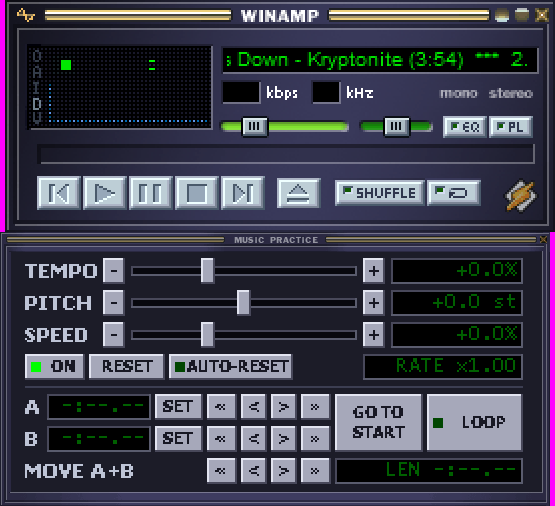 WINAMP
O
A
I
D
V
s Down - Kryptonite (3:54) *** 2.
kbps kHz mono stereo
EQ PL
SHUFFLE
MUSIC PRACTICE
TEMPO - + +0.0%
PITCH - + +0.0 st
SPEED - + +0.0%
ON RESET AUTO-RESET RATE x1.00
A -:--.-- SET « < > » GO TO START LOOP
B -:--.-- SET « < > »
MOVE A+B « < > » LEN -:--.--